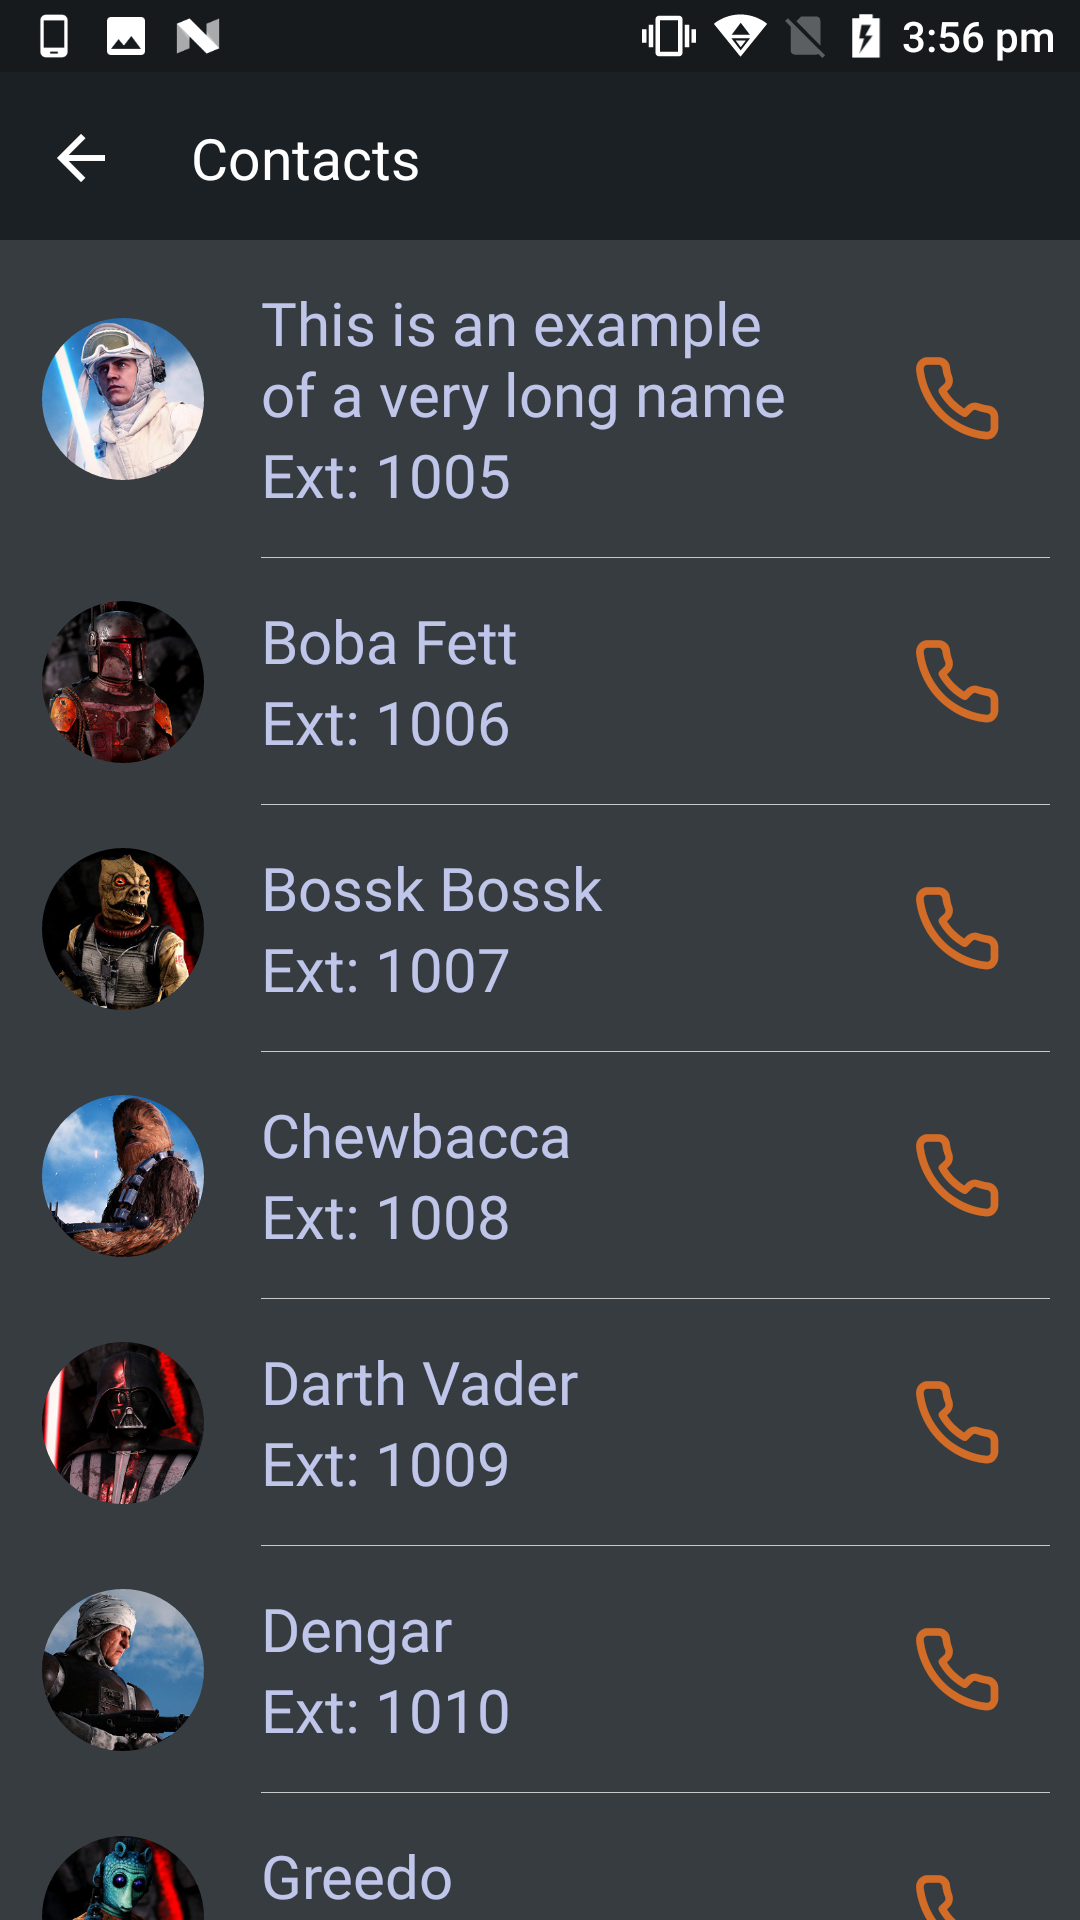 3:56 pm
Contacts
This is an example
of a very long name
Ext: 1005
Boba Fett
Ext: 1006
Bossk Bossk
Ext: 1007
Chewbacca
Ext: 1008
Darth Vader
Ext: 1009
Dengar
Ext: 1010
Greedo